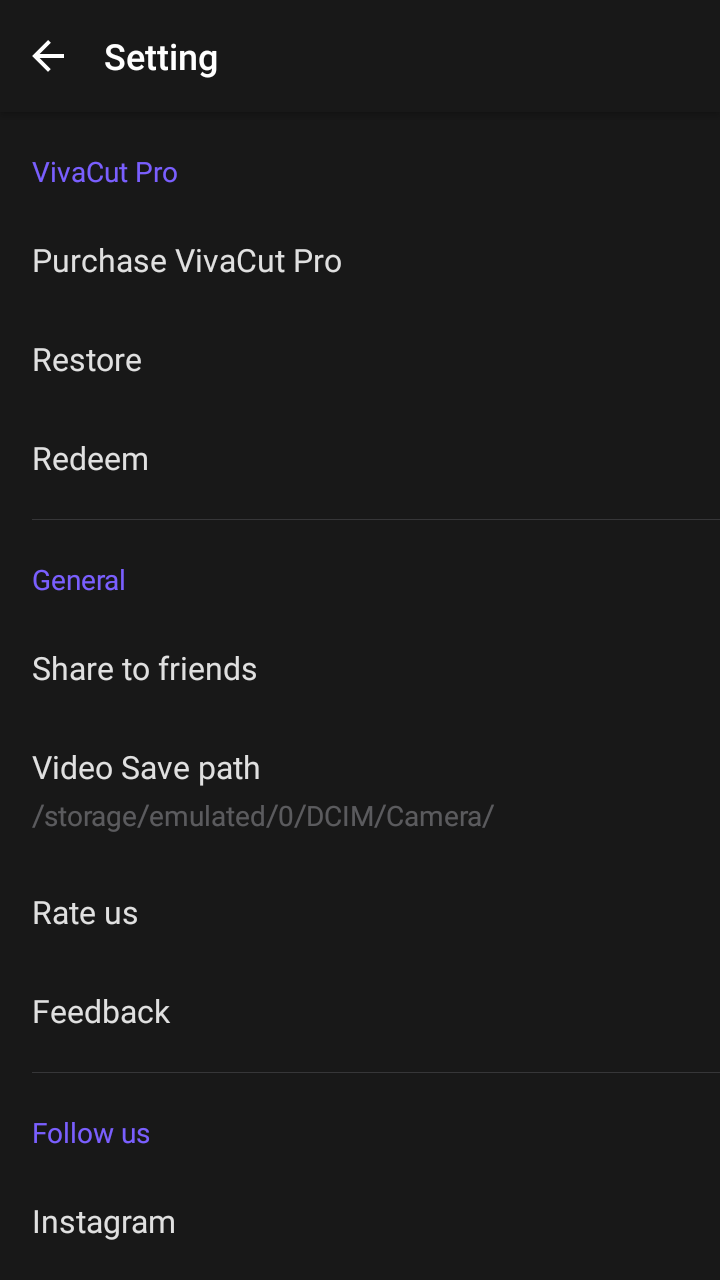 Setting
VivaCut Pro
Purchase VivaCut Pro
Restore
Redeem
General
Share to friends
Video Save path
/storage/emulated/0/DCIM/Camera/
Rate us
Feedback
Follow us
Instagram